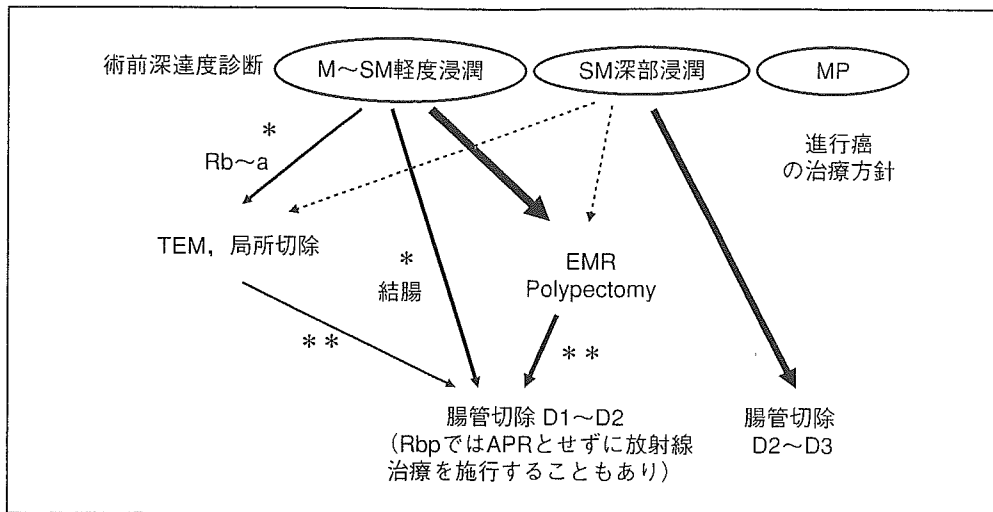 術前深達度診断 M～SM軽度浸潤 SM深部浸潤 MP
＊
Rb～a
進行癌
の治療方針
TEM，局所切除
＊
結腸
EMR
Polypectomy
＊＊
＊＊
腸管切除 D1～D2
（RbpではAPRとせずに放射線
治療を施行することもあり）
腸管切除
D2～D3